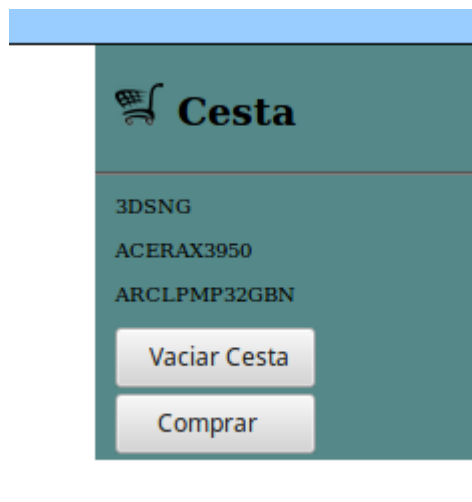 Cesta
3DSNG
ACERAX3950
ARCLPMP32GBN
Vaciar Cesta
Comprar